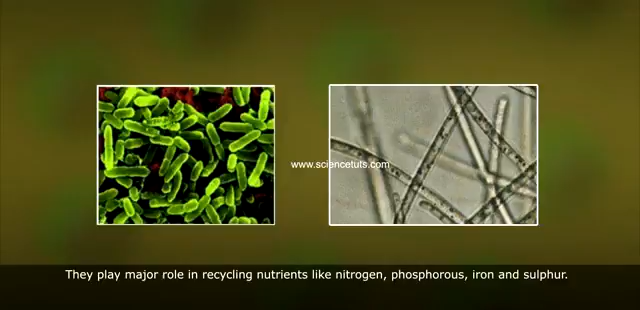 www.sciencetuts.com
They play major role in recycling nutrients like nitrogen, phosphorous, iron and sulphur.